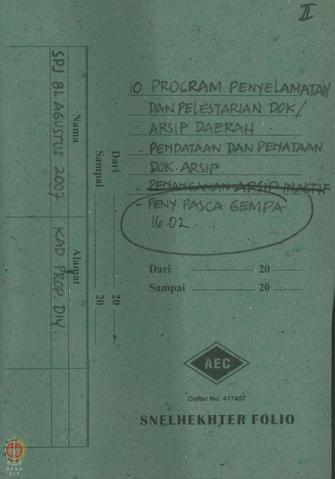 II
10 PROGRAM PENYELAMATAN
DAN PELESTARIAN DOK/
ARSIP DAERAH
- PENDATAAN DAN PENATAAN
DOK. ARSIP
- PENANGANAN ARSIP INAKTIF
- PENY PASCA GEMPA
16.02
Dari 20
Sampai 20
AEC
Daftar No. 417457
SNELHEKHTER FOLIO
Nama
SPJ BL AGUSTUS 2007
Alamat
KAD PROP. DIY.
Dari 20
Sampai 20